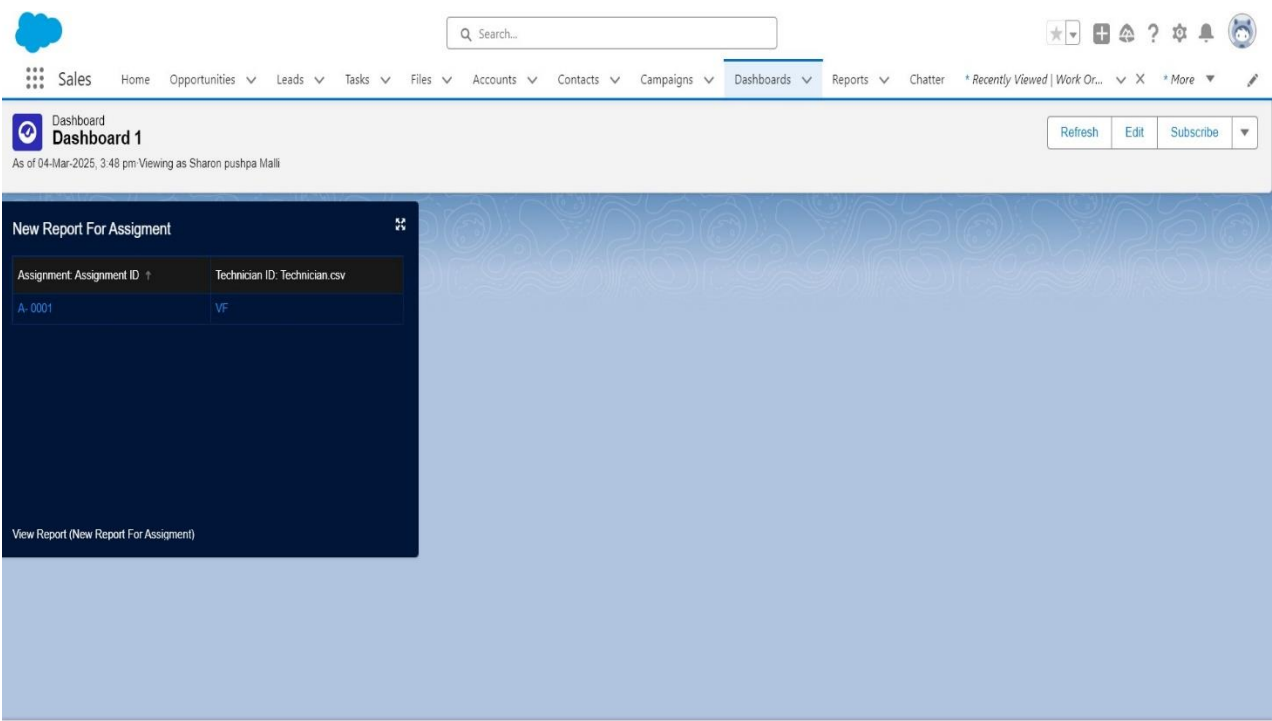 Search...
Sales Home Opportunities Leads Tasks Files Accounts Contacts Campaigns Dashboards Reports Chatter * Recently Viewed | Work Or... * More
Dashboard
Dashboard 1
As of 04-Mar-2025, 3:48 pm·Viewing as Sharon pushpa Malli
Refresh Edit Subscribe
New Report For Assigment
Assignment: Assignment ID ↑ Technician ID: Technician.csv
A- 0001 VF
View Report (New Report For Assigment)